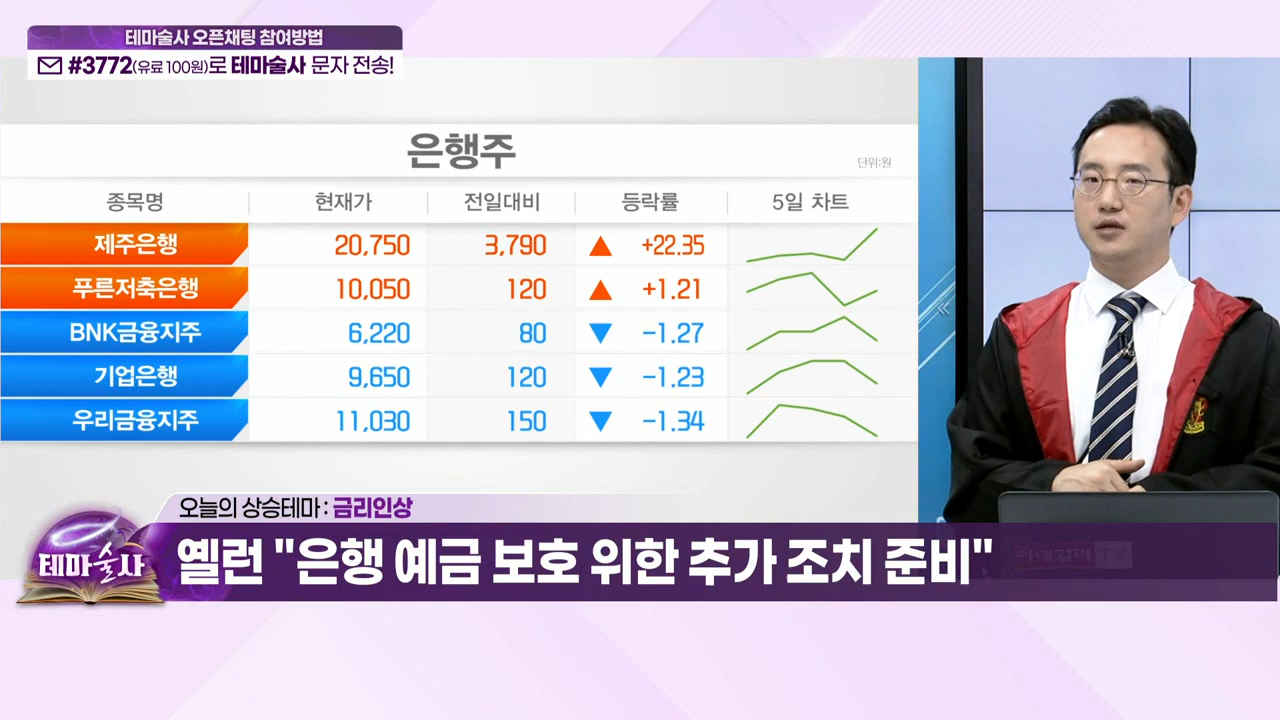 테마술사 오픈채팅 참여방법
#3772(유료 100원)로 테마술사 문자 전송!
은행주
단위:원
종목명 현재가 전일대비 등락률 5일 차트
제주은행 20,750 3,790 ▲ +22.35
푸른저축은행 10,050 120 ▲ +1.21
BNK금융지주 6,220 80 ▼ -1.27
기업은행 9,650 120 ▼ -1.23
우리금융지주 11,030 150 ▼ -1.34
오늘의 상승테마 : 금리인상
테마술사
옐런 "은행 예금 보호 위한 추가 조치 준비"
이데일리TV